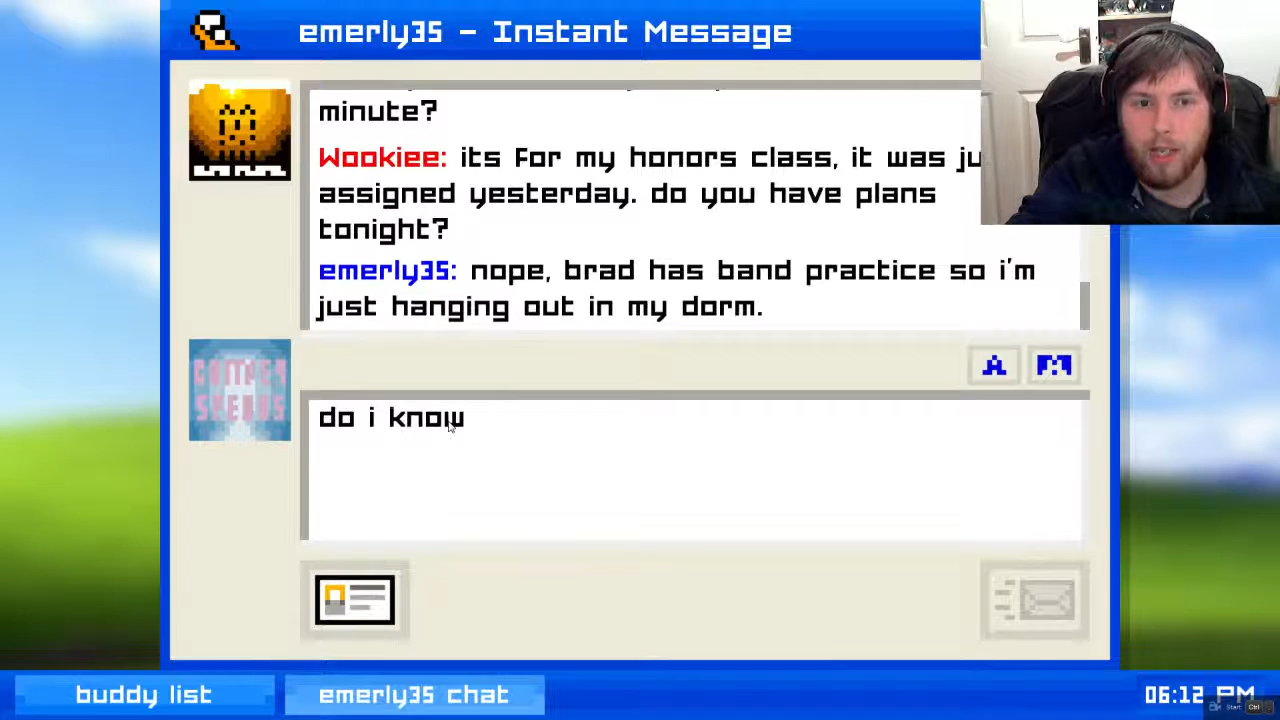 emerly35 - Instant Message
minute?
Wookiee: its for my honors class, it was ju
assigned yesterday. do you have plans
tonight?
emerly35: nope, brad has band practice so i'm
just hanging out in my dorm.
A
do i know
buddy list
emerly35 chat
06:12 PM
Start
Ctrl